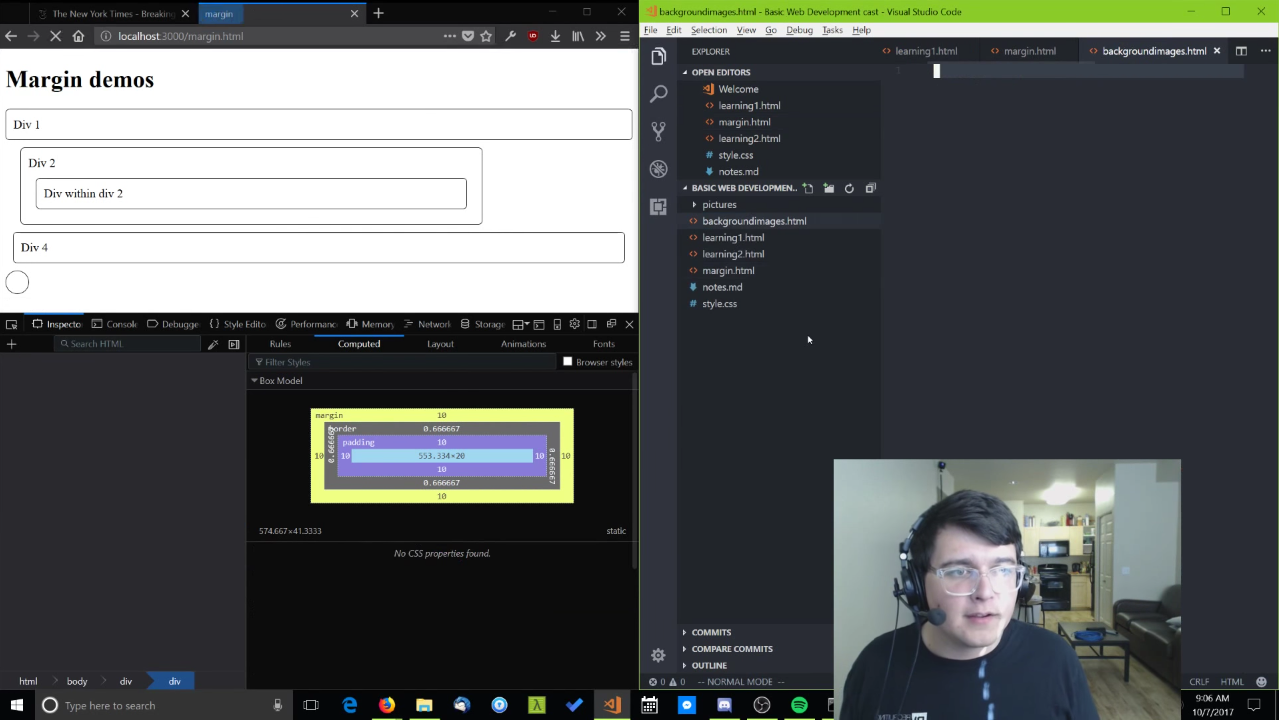 The New York Times - Breaking
margin
localhost:3000/margin.html
Margin demos
Div 1
Div 2
Div within div 2
Div 4
Inspecto
Console
Debugge
Style Edito
Performanc
Memory
Network
Storage
Search HTML
Rules
Computed
Layout
Animations
Fonts
Filter Styles
Browser styles
Box Model
margin
10
border
0.666667
padding
10
10
0.666667
10
553.334×20
10
0.666667
10
10
0.666667
10
574.667×41.3333
static
No CSS properties found.
html
body
div
div
Type here to search
backgroundimages.html - Basic Web Development cast - Visual Studio Code
File Edit Selection View Go Debug Tasks Help
EXPLORER
learning1.html
margin.html
backgroundimages.html
OPEN EDITORS
Welcome
learning1.html
margin.html
learning2.html
style.css
notes.md
BASIC WEB DEVELOPMEN..
pictures
backgroundimages.html
learning1.html
learning2.html
margin.html
notes.md
style.css
1
COMMITS
COMPARE COMMITS
OUTLINE
0 0 -- NORMAL MODE --
CRLF HTML
9:06 AM
10/7/2017